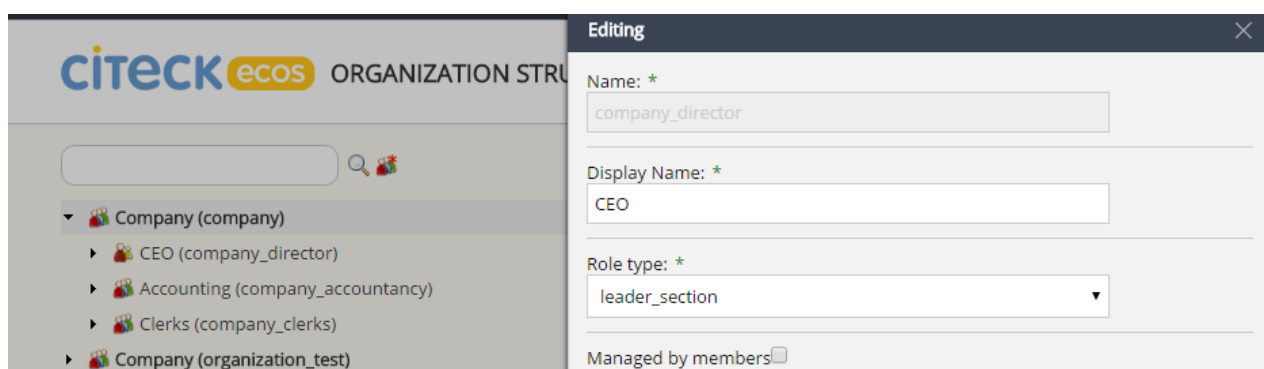 Editing
citeck ecos ORGANIZATION STRU
Name: *
company_director
Display Name: *
CEO
Company (company)
CEO (company_director)
Role type: *
Accounting (company_accountancy)
leader_section
Clerks (company_clerks)
Company (organization_test)
Managed by members